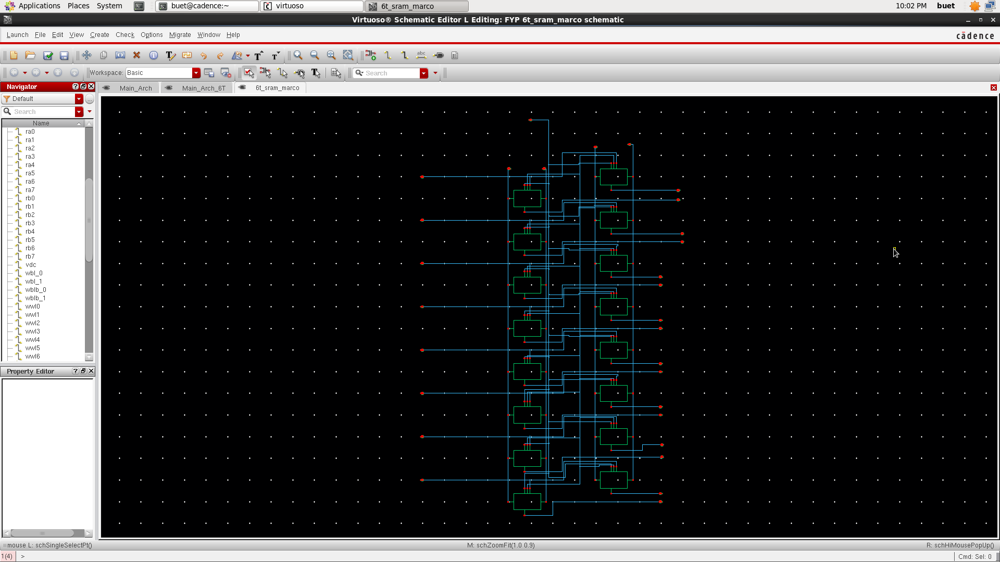 Applications Places System buet@cadence:~ virtuoso 6t_sram_marco 10:02 PM buet
Virtuoso® Schematic Editor L Editing: FYP 6t_sram_marco schematic
Launch File Edit View Create Check Options Migrate Window Help cādence
abc
Workspace: Basic Search
Navigator Main_Arch Main_Arch_6T 6t_sram_marco
Default
Search
Name
ra0
ra1
ra2
ra3
ra4
ra5
ra6
ra7
rb0
rb1
rb2
rb3
rb4
rb5
rb6
rb7
vdc
wbl_0
wbl_1
wblb_0
wblb_1
wwl0
wwl1
wwl2
wwl3
wwl4
wwl5
wwl6
Property Editor
mouse L: schSingleSelectPt() M: schZoomFit(1.0 0.9) R: schHiMousePopUp()
1(4) > Cmd: Sel: 0